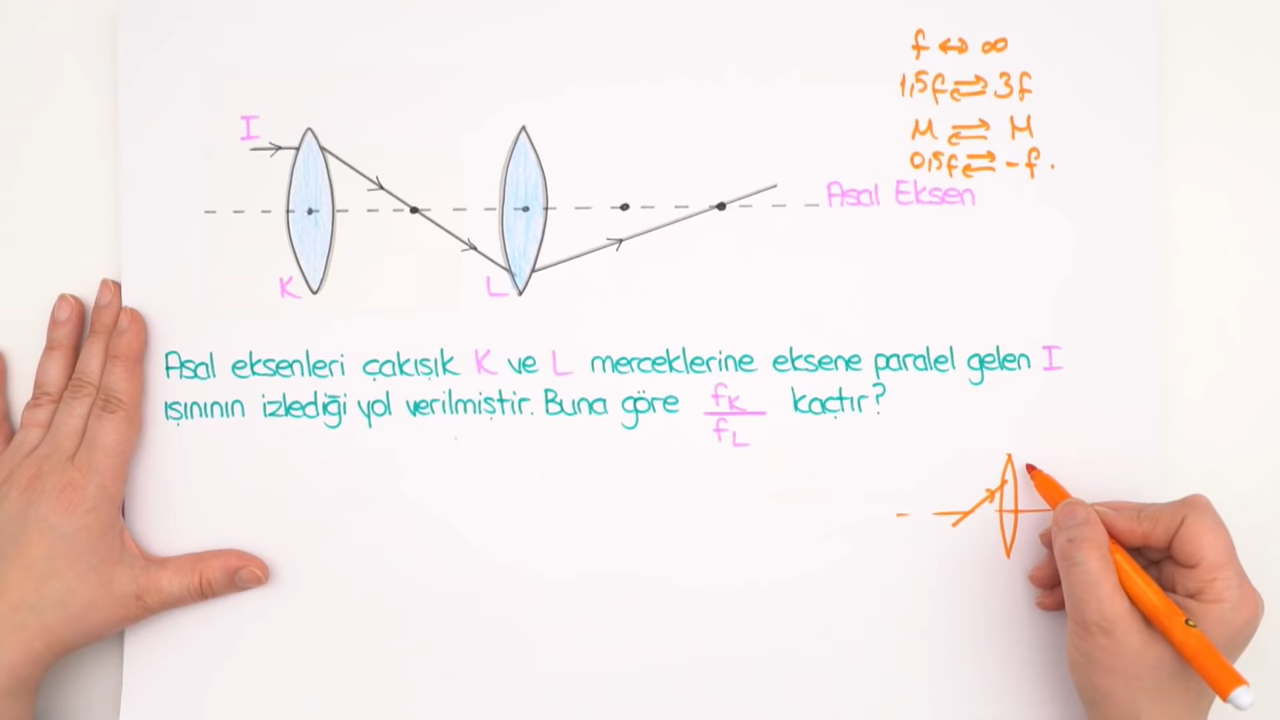 f ↔ ∞
1,5f ⇄ 3f
M ⇄ M
0,5f ⇄ -f.
I
Asal Eksen
K
L
Asal eksenleri çakışık K ve L merceklerine eksene paralel gelen I
ışınının izlediği yol verilmiştir. Buna göre fK/fL kaçtır?